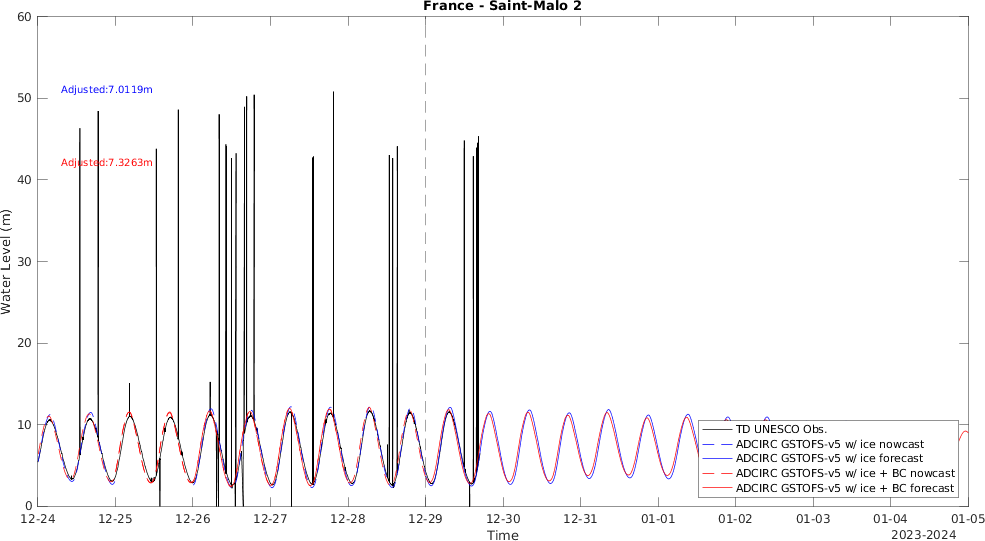 France - Saint-Malo 2
60
50
40
30
20
10
0
Water Level (m)
Adjusted:7.0119m
Adjusted:7.3263m
TD UNESCO Obs.
ADCIRC GSTOFS-v5 w/ ice nowcast
ADCIRC GSTOFS-v5 w/ ice forecast
ADCIRC GSTOFS-v5 w/ ice + BC nowcast
ADCIRC GSTOFS-v5 w/ ice + BC forecast
12-24 12-25 12-26 12-27 12-28 12-29 12-30 12-31 01-01 01-02 01-03 01-04 01-05
Time
2023-2024